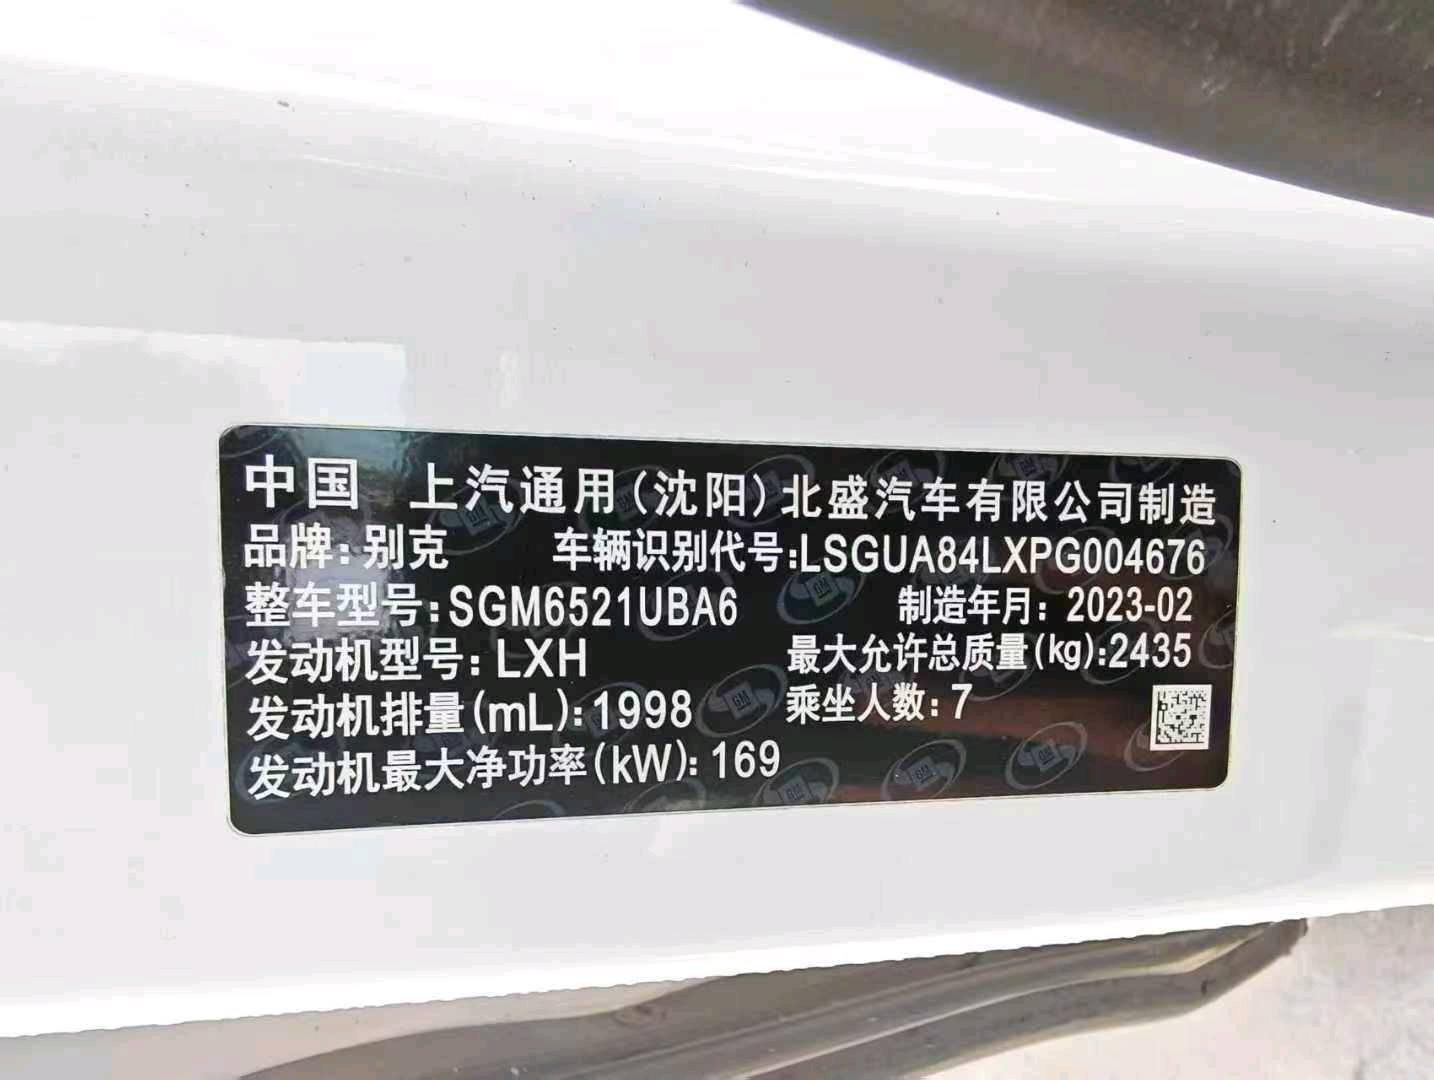 中国 上汽通用(沈阳)北盛汽车有限公司制造
品牌:别克 车辆识别代号:LSGUA84LXPG004676
整车型号:SGM6521UBA6 制造年月:2023-02
发动机型号:LXH 最大允许总质量(kg):2435
发动机排量(mL):1998 乘坐人数:7
发动机最大净功率(kW):169